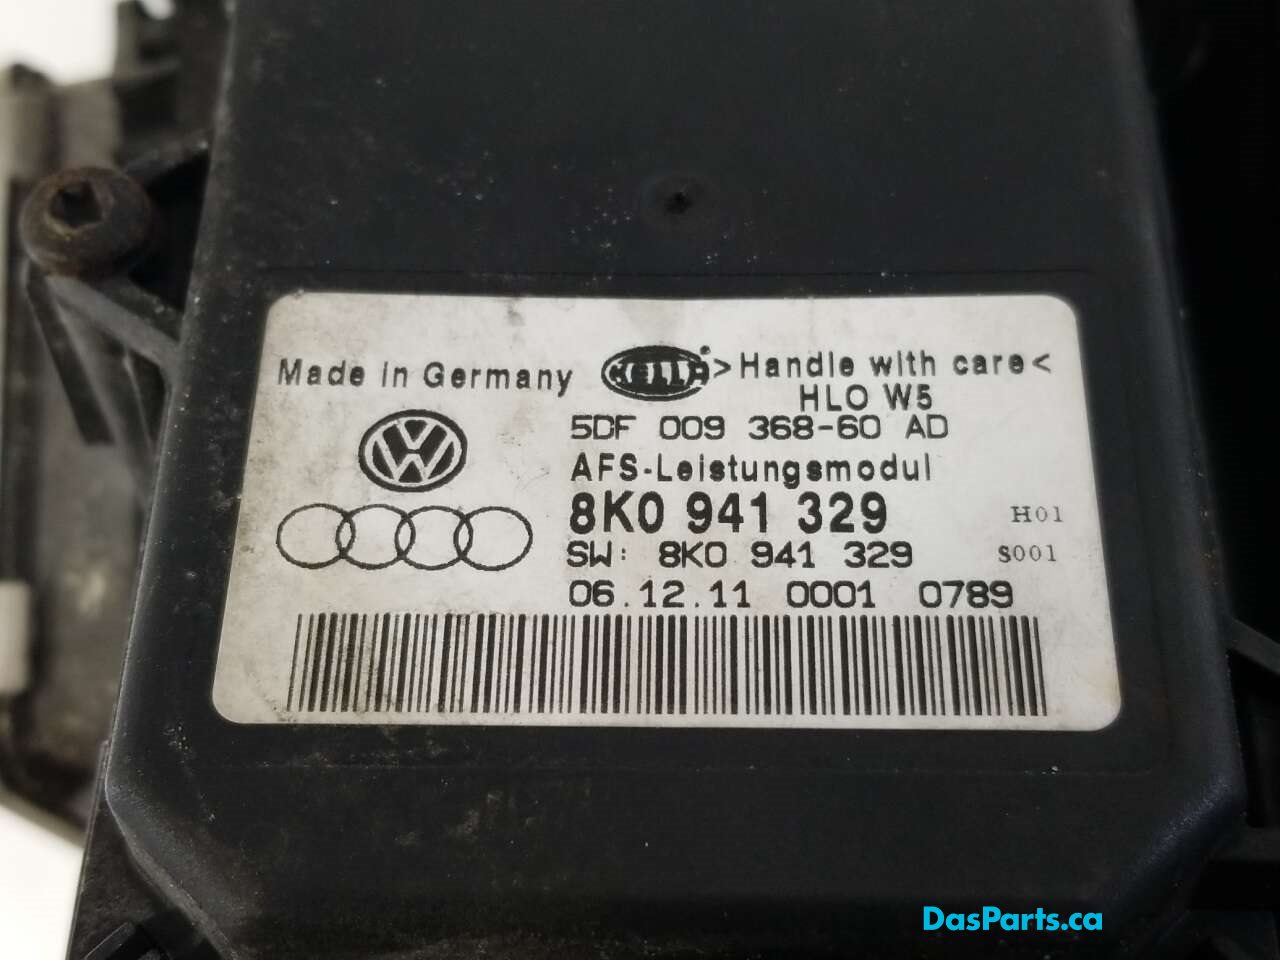 Made in Germany HELLA >Handle with care<
HLO W5
5DF 009 368-60 AD
AFS-Leistungsmodul
8K0 941 329 H01
SW: 8K0 941 329 S001
06.12.11 0001 0789
DasParts.ca